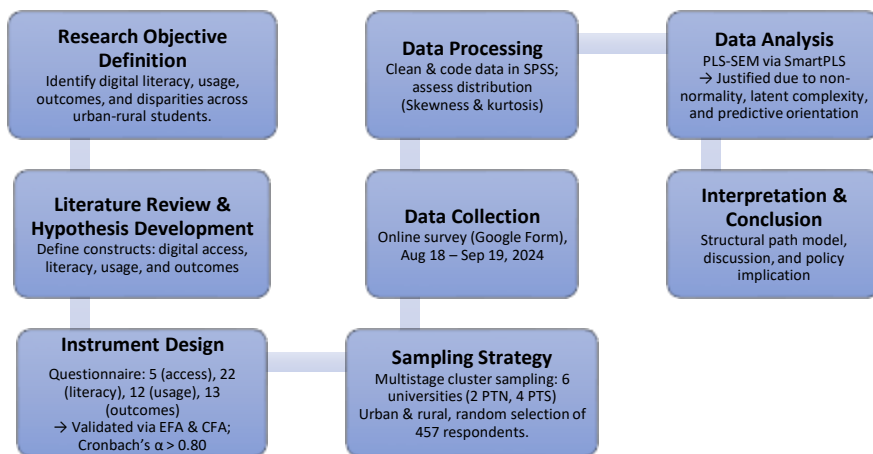 Research Objective
Definition
Identify digital literacy, usage,
outcomes, and disparities across
urban-rural students.
Literature Review &
Hypothesis Development
Define constructs: digital access,
literacy, usage, and outcomes
Instrument Design
Questionnaire: 5 (access), 22
(literacy), 12 (usage), 13
(outcomes)
→ Validated via EFA & CFA;
Cronbach's α > 0.80
Sampling Strategy
Multistage cluster sampling: 6
universities (2 PTN, 4 PTS)
Urban & rural, random selection of
457 respondents.
Data Collection
Online survey (Google Form),
Aug 18 – Sep 19, 2024
Data Processing
Clean & code data in SPSS;
assess distribution
(Skewness & kurtosis)
Data Analysis
PLS-SEM via SmartPLS
→ Justified due to non-
normality, latent complexity,
and predictive orientation
Interpretation &
Conclusion
Structural path model,
discussion, and policy
implication